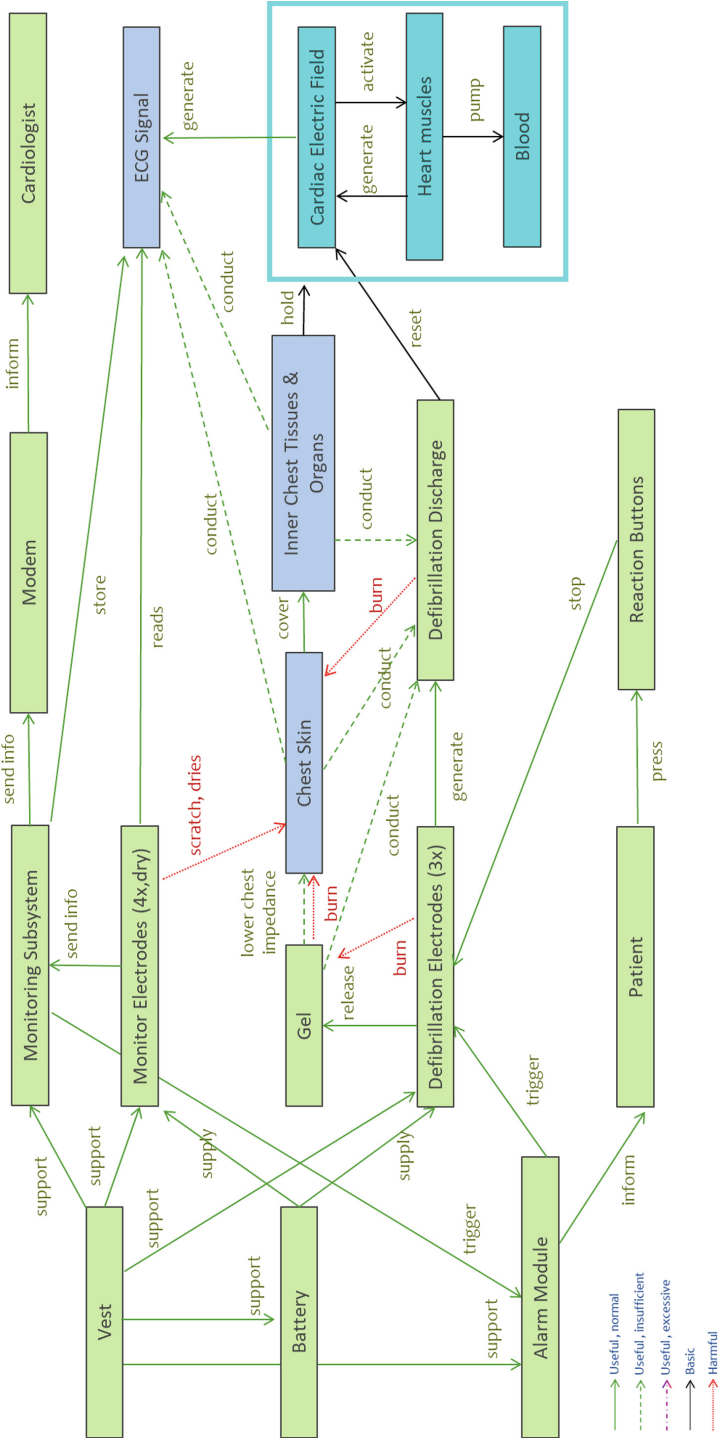 Vest
Battery
Alarm Module
support
support
support
support
support
supply
supply
trigger
trigger
inform
Monitoring Subsystem
send info
Monitor Electrodes (4x,dry)
send info
Gel
release
lower chest
impedance
burn
burn
Defibrillation Electrodes (3x)
Patient
press
generate
conduct
scratch, dries
Modem
inform
store
reads
Chest Skin
cover
conduct
conduct
burn
Inner Chest Tissues &
Organs
hold
conduct
conduct
Defibrillation Discharge
reset
stop
Reaction Buttons
Cardiologist
ECG Signal
generate
Cardiac Electric Field
activate
generate
Heart muscles
pump
Blood
Useful, normal
Useful, insufficient
Useful, excessive
Basic
Harmful